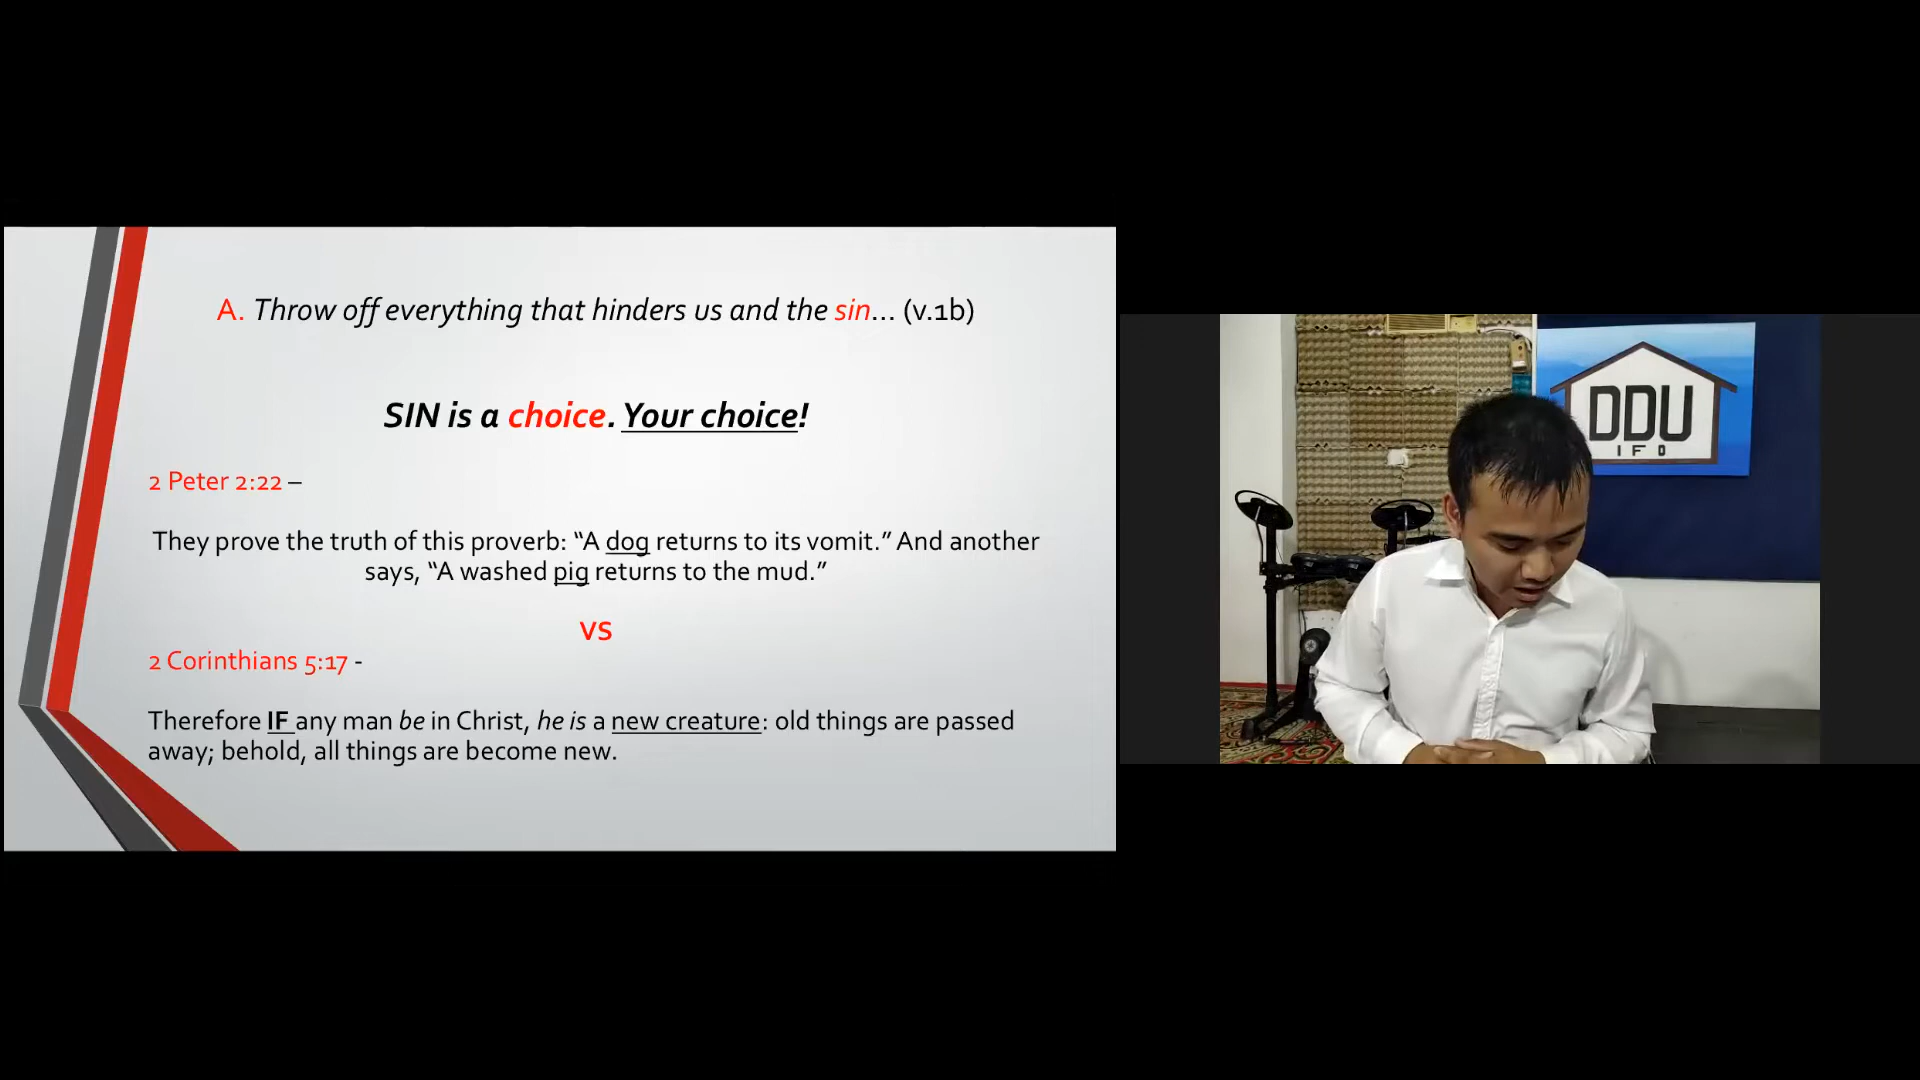 A. Throw off everything that hinders us and the sin... (v.1b)
SIN is a choice. Your choice!
2 Peter 2:22 –
They prove the truth of this proverb: “A dog returns to its vomit.” And another
says, “A washed pig returns to the mud.”
VS
2 Corinthians 5:17 -
Therefore IF any man be in Christ, he is a new creature: old things are passed
away; behold, all things are become new.
DDU
IFO